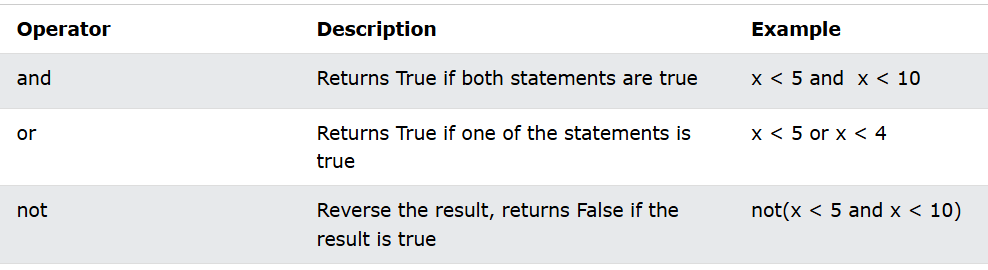 Operator Description Example
and Returns True if both statements are true x < 5 and  x < 10
or Returns True if one of the statements is x < 5 or x < 4
true
not Reverse the result, returns False if the not(x < 5 and x < 10)
result is true